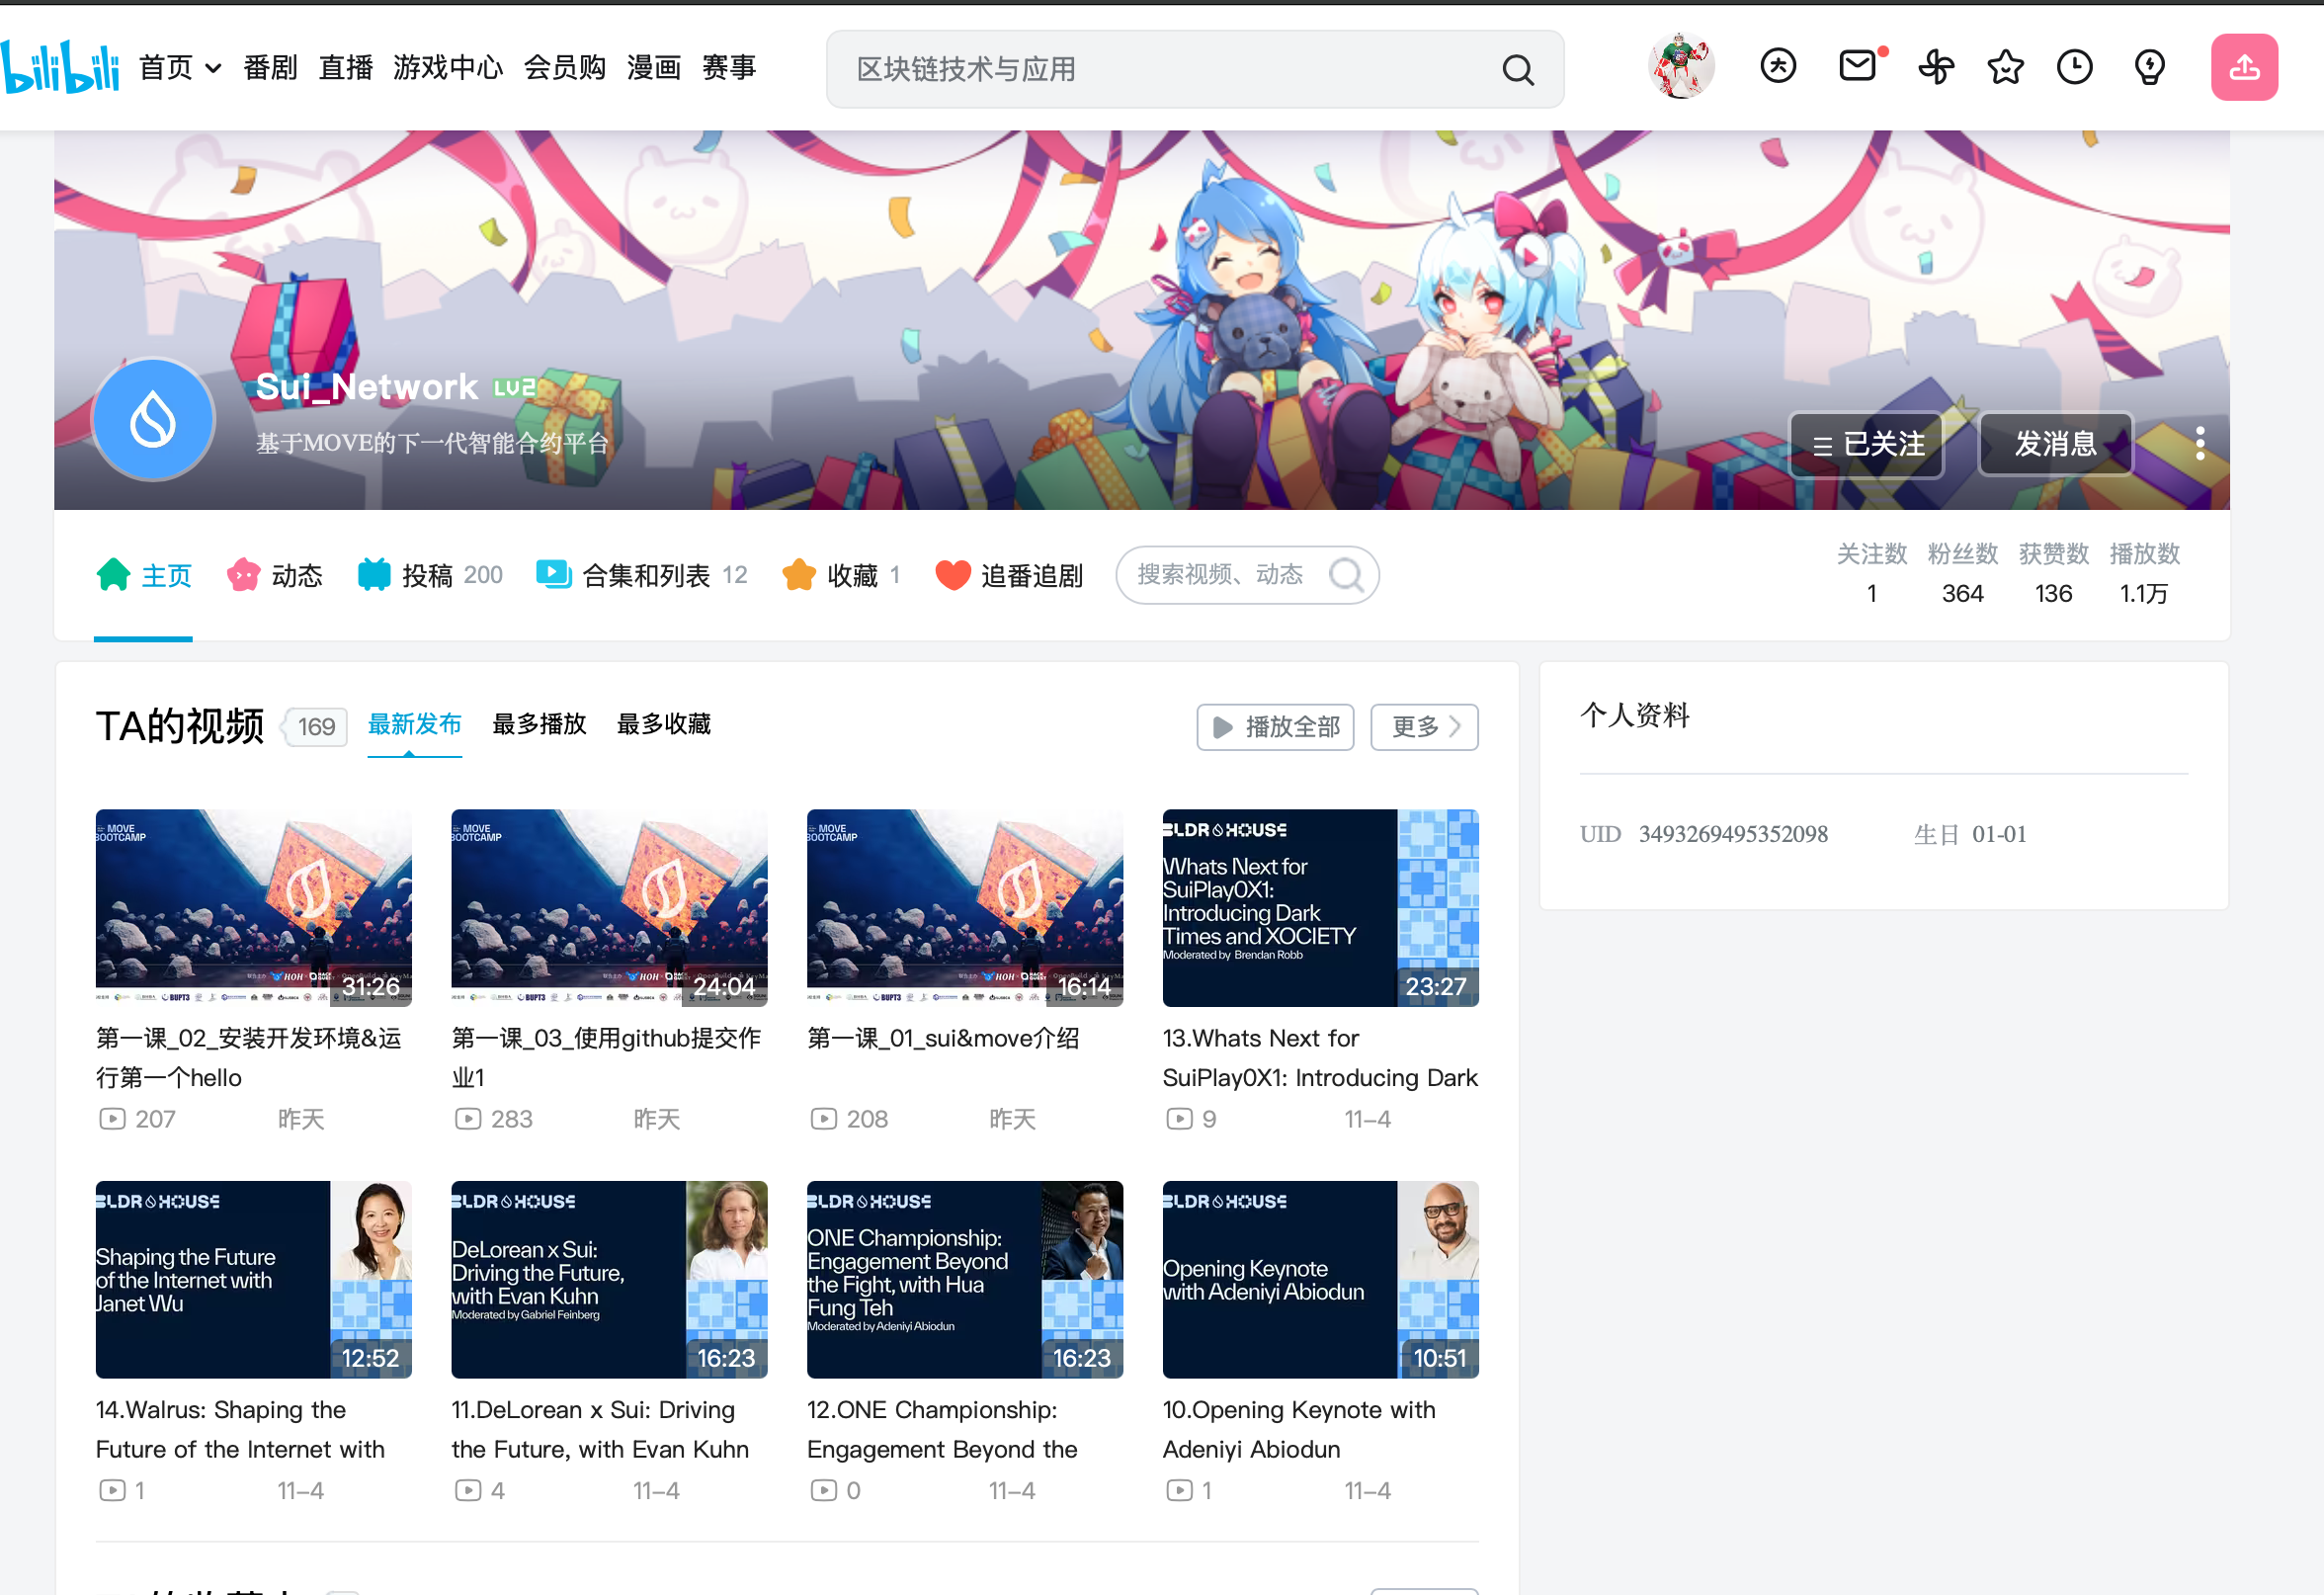 bilibili 首页 番剧 直播 游戏中心 会员购 漫画 赛事 区块链技术与应用
Sui_Network LV2
基于MOVE的下一代智能合约平台
已关注 发消息
主页 动态 投稿 200 合集和列表 12 收藏 1 追番追剧 搜索视频、动态
关注数 粉丝数 获赞数 播放数
1 364 136 1.1万
TA的视频 169 最新发布 最多播放 最多收藏 播放全部 更多
MOVE
BOOTCAMP
HOH
BUPT3
31:26
第一课_02_安装开发环境&运
行第一个hello
207 昨天
MOVE
BOOTCAMP
HOH
BUPT3
24:04
第一课_03_使用github提交作
业1
283 昨天
MOVE
BOOTCAMP
HOH
BUPT3
16:14
第一课_01_sui&move介绍
208 昨天
BLDR HOUSE
Whats Next for
SuiPlay0X1:
Introducing Dark
Times and XOCIETY
Moderated by Brendan Robb
23:27
13.Whats Next for
SuiPlay0X1: Introducing Dark
9 11-4
BLDR HOUSE
Shaping the Future
of the Internet with
Janet Wu
12:52
14.Walrus: Shaping the
Future of the Internet with
1 11-4
BLDR HOUSE
DeLorean x Sui:
Driving the Future,
with Evan Kuhn
Moderated by Gabriel Feinberg
16:23
11.DeLorean x Sui: Driving
the Future, with Evan Kuhn
4 11-4
BLDR HOUSE
ONE Championship:
Engagement Beyond
the Fight, with Hua
Fung Teh
Moderated by Adeniyi Abiodun
16:23
12.ONE Championship:
Engagement Beyond the
0 11-4
BLDR HOUSE
Opening Keynote
with Adeniyi Abiodun
10:51
10.Opening Keynote with
Adeniyi Abiodun
1 11-4
个人资料
UID 3493269495352098 生日 01-01